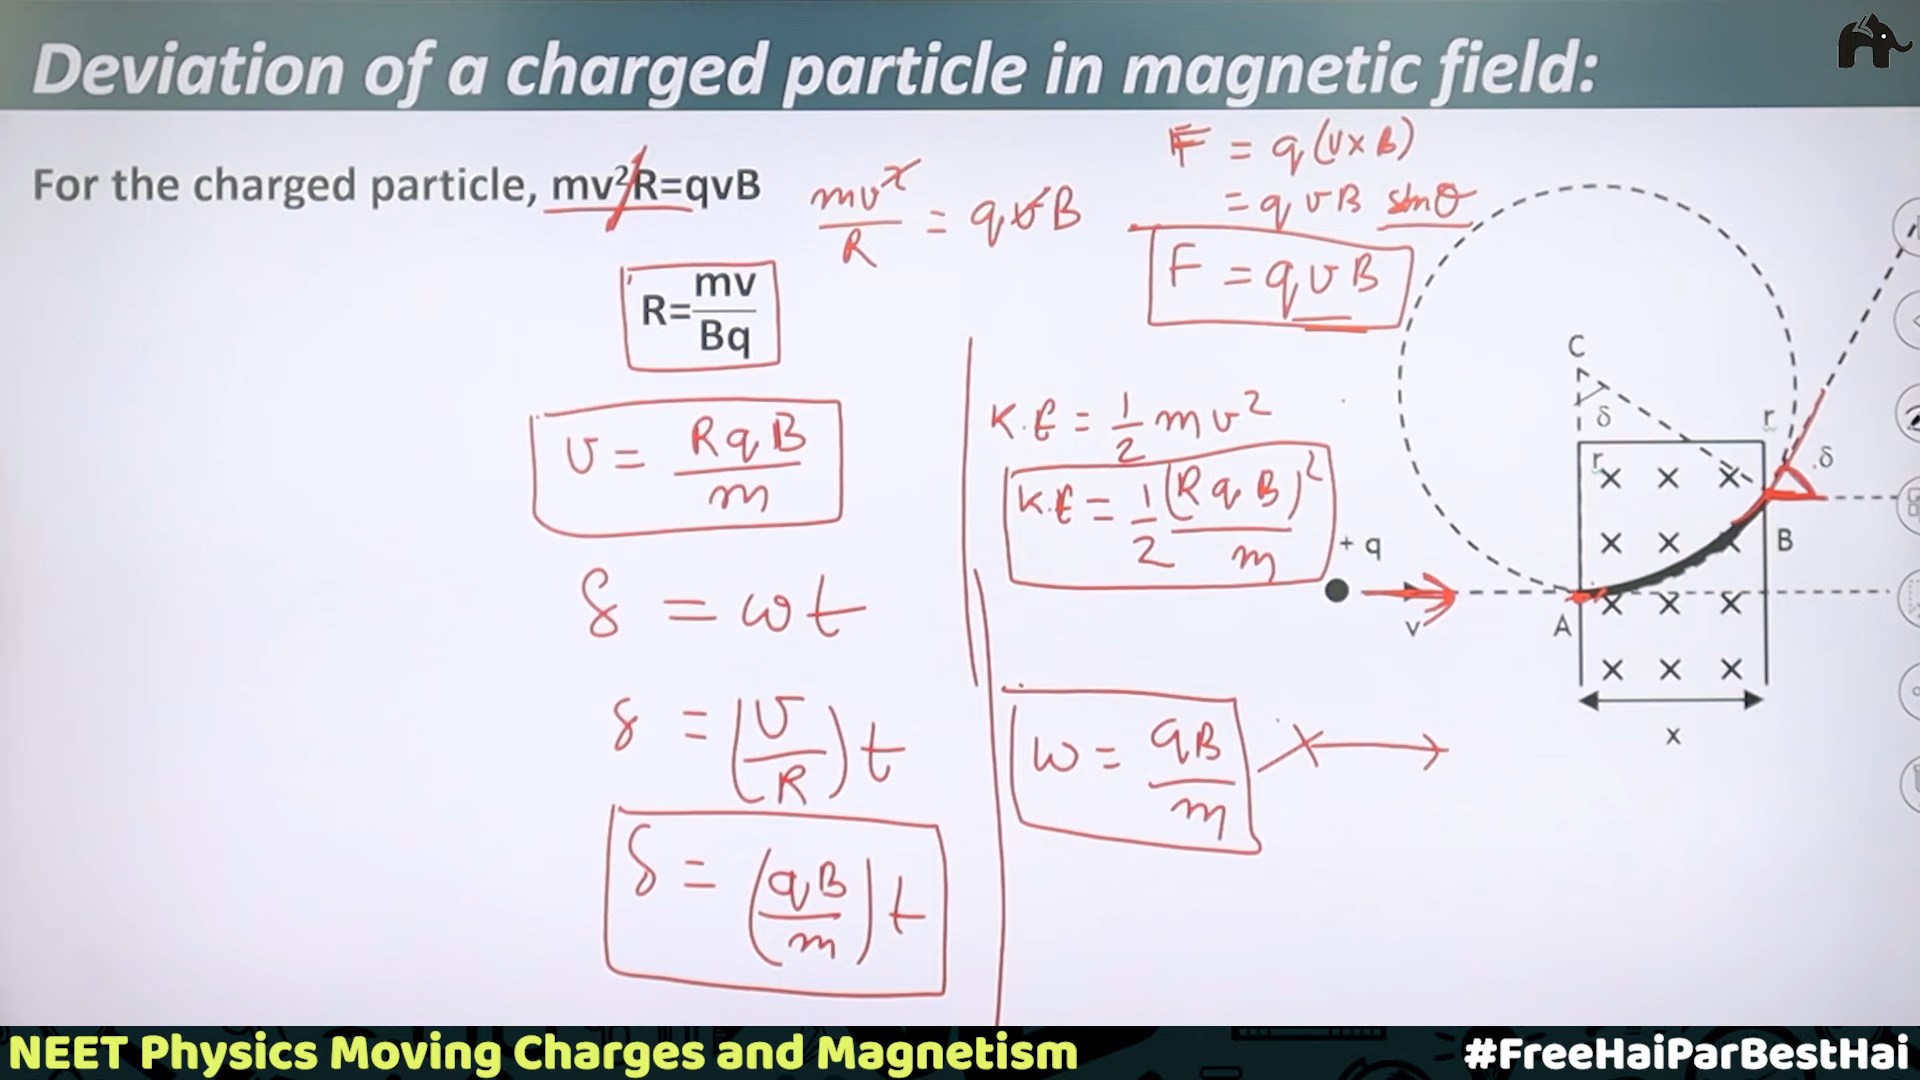 Deviation of a charged particle in magnetic field:
For the charged particle, mv²/R=qvB
mv²/R = qvB
F = q(v×B)
= qvB sinθ
F = qvB
R=mv/Bq
v = RqB/m
δ = ωt
δ = (v/R)t
δ = (qB/m)t
K.E = 1/2 mv²
K.E = 1/2 (RqB)²/m
ω = qB/m
C
δ
r
r
δ
× × ×
× × ×
× × ×
× × ×
B
+ q
v
A
x
NEET Physics Moving Charges and Magnetism
#FreeHaiParBestHai